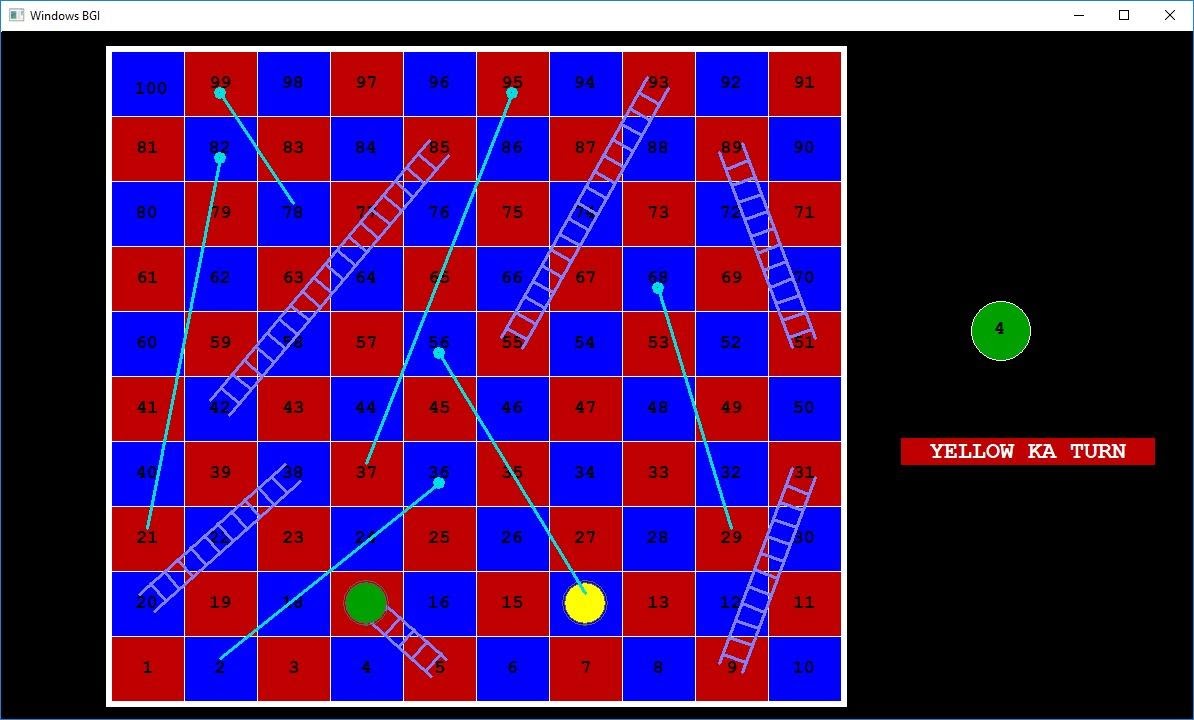 Windows BGI
100 99 98 97 96 95 94 93 92 91
81 82 83 84 85 86 87 88 89 90
80 79 78 77 76 75 74 73 72 71
61 62 63 64 65 66 67 68 69 70
60 59 58 57 56 55 54 53 52 51
41 42 43 44 45 46 47 48 49 50
40 39 38 37 36 35 34 33 32 31
21 22 23 24 25 26 27 28 29 30
20 19 18 16 15 13 12 11
1 2 3 4 5 6 7 8 9 10
4
YELLOW KA TURN